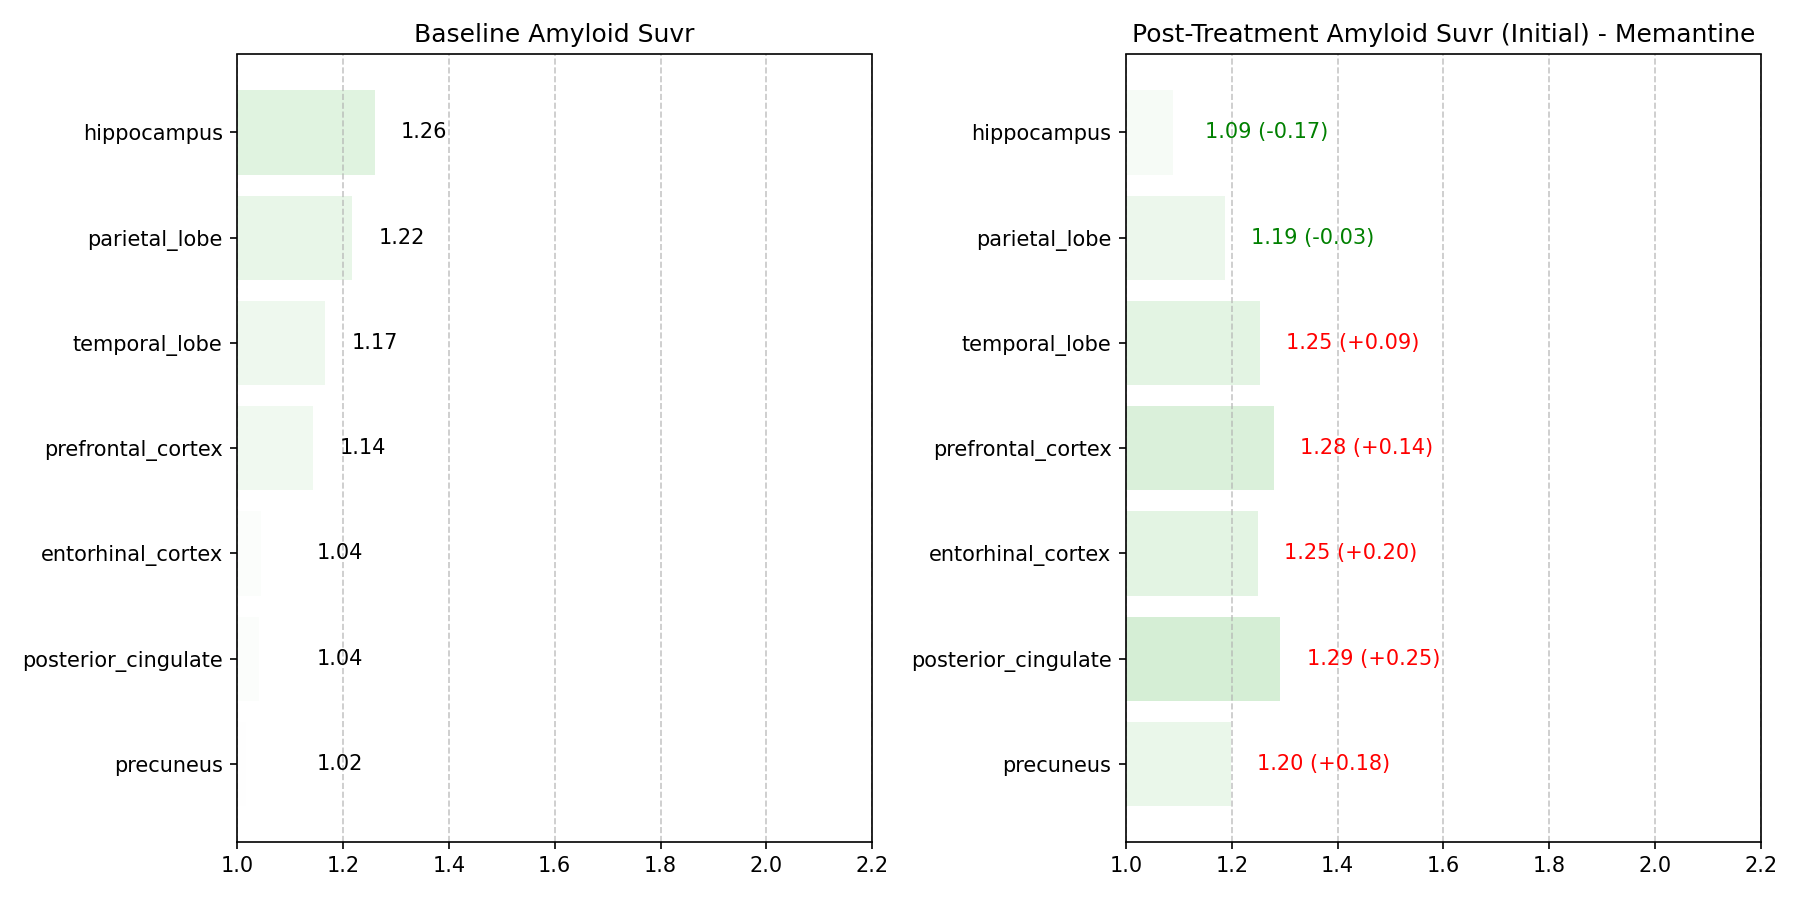 Baseline Amyloid Suvr
hippocampus
1.26
parietal_lobe
1.22
temporal_lobe
1.17
prefrontal_cortex
1.14
entorhinal_cortex
1.04
posterior_cingulate
1.04
precuneus
1.02
1.0 1.2 1.4 1.6 1.8 2.0 2.2
Post-Treatment Amyloid Suvr (Initial) - Memantine
hippocampus
1.09 (-0.17)
parietal_lobe
1.19 (-0.03)
temporal_lobe
1.25 (+0.09)
prefrontal_cortex
1.28 (+0.14)
entorhinal_cortex
1.25 (+0.20)
posterior_cingulate
1.29 (+0.25)
precuneus
1.20 (+0.18)
1.0 1.2 1.4 1.6 1.8 2.0 2.2